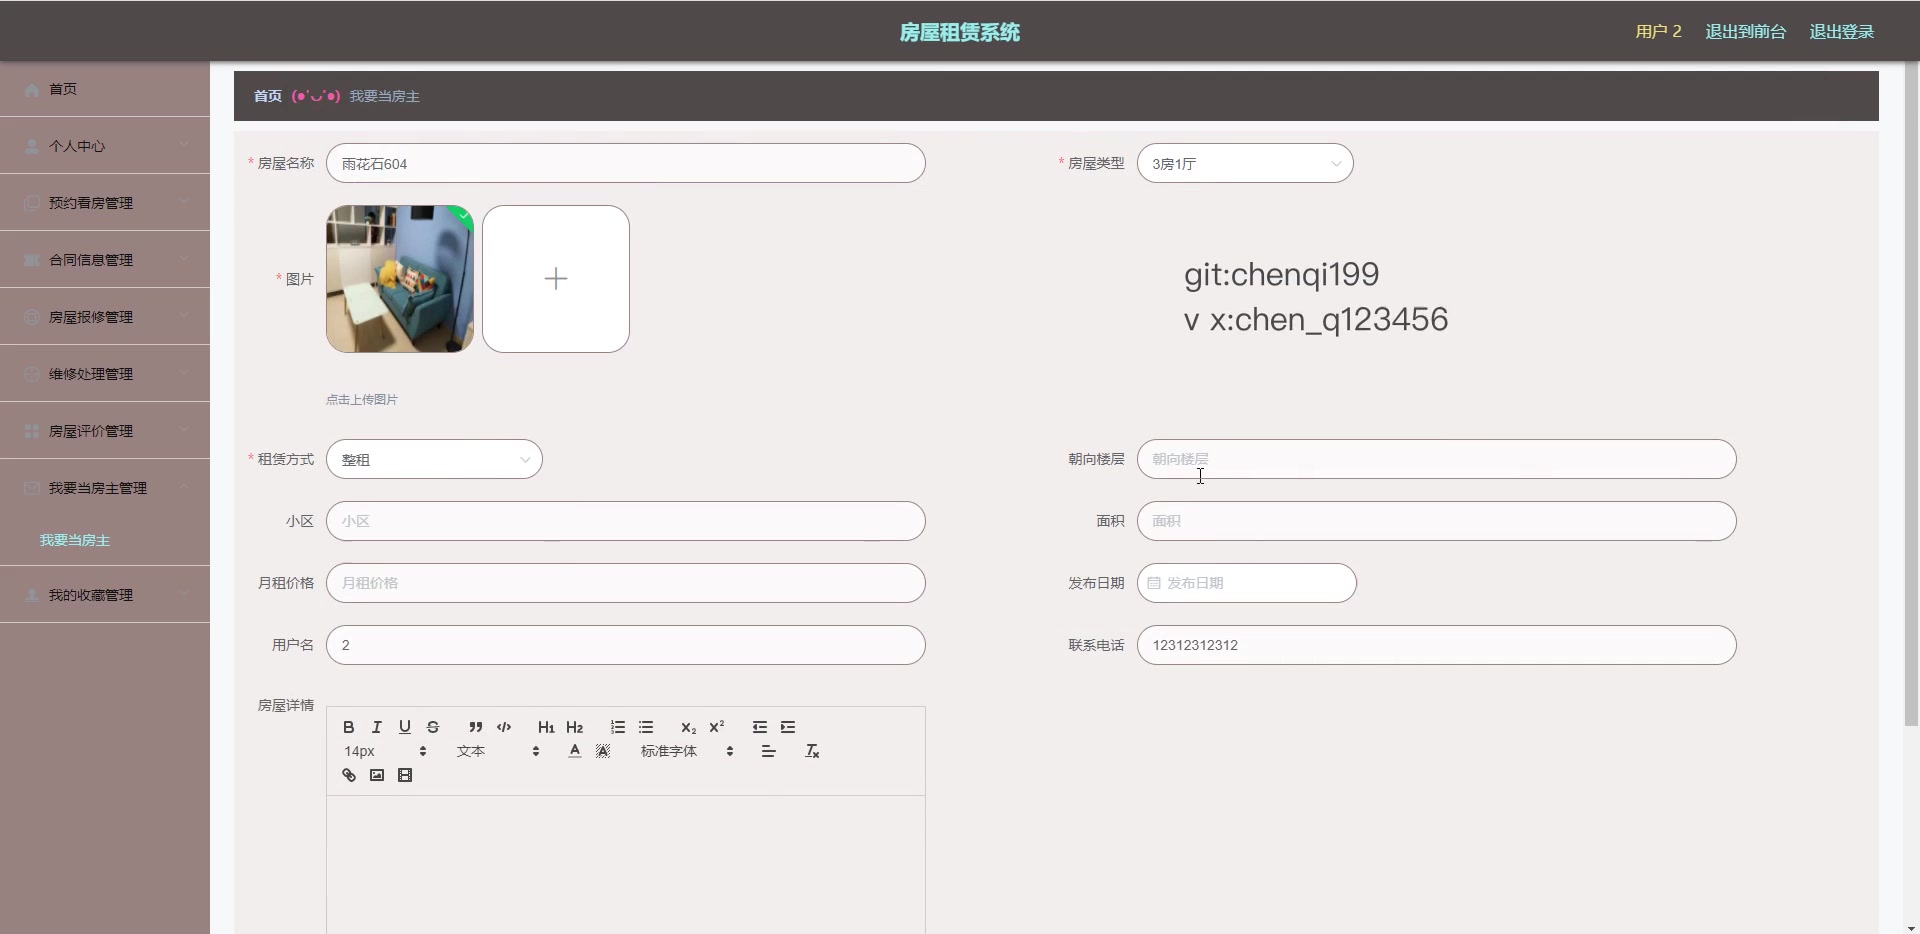 房屋租赁系统
用户 2 退出到前台 退出登录
首页
个人中心
预约看房管理
合同信息管理
房屋报修管理
维修处理管理
房屋评价管理
我要当房主管理
我要当房主
我的收藏管理
首页 (●'◡'●) 我要当房主
* 房屋名称 雨花石604
* 房屋类型 3房1厅
* 图片
点击上传图片
git:chenqi199
v x:chen_q123456
* 租赁方式 整租
朝向楼层 朝向楼层
小区 小区
面积 面积
月租价格 月租价格
发布日期 发布日期
用户名 2
联系电话 12312312312
房屋详情
B I U S H1 H2 X2 X2
14px 文本 A A 标准字体 Tx